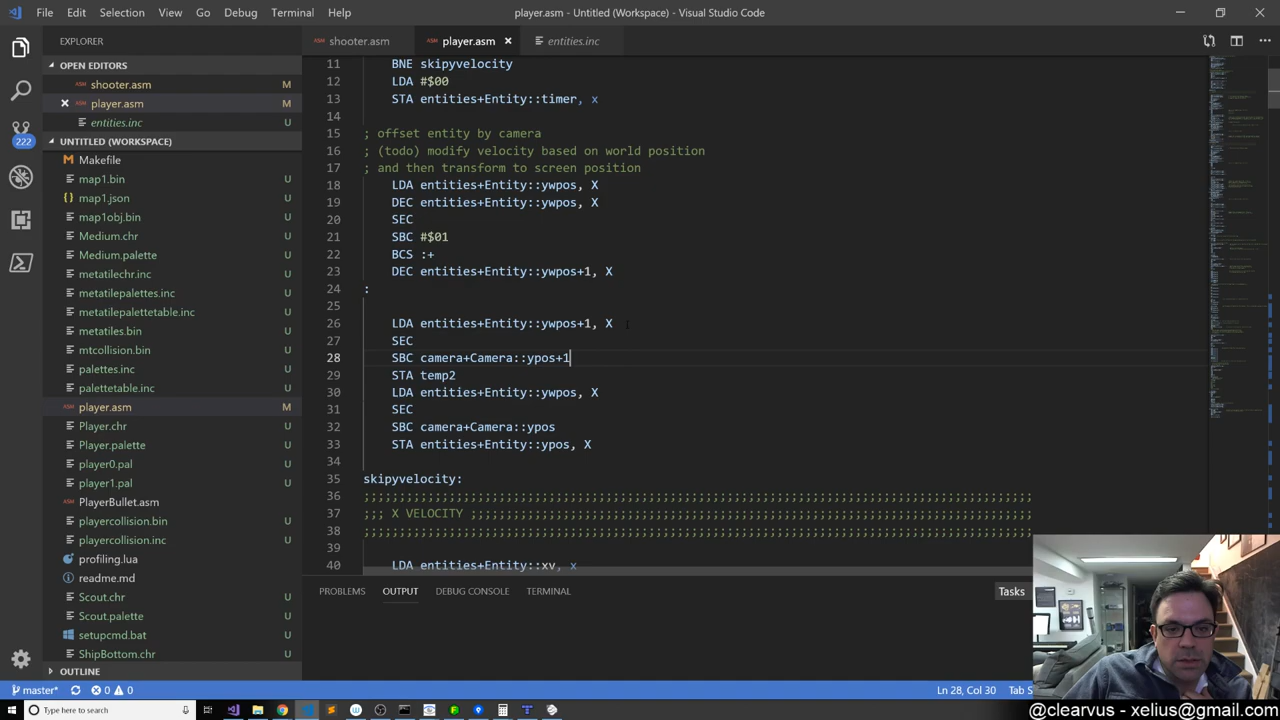 File Edit Selection View Go Debug Terminal Help
player.asm - Untitled (Workspace) - Visual Studio Code
EXPLORER
shooter.asm
player.asm
entities.inc
OPEN EDITORS
shooter.asm M
player.asm M
entities.inc U
UNTITLED (WORKSPACE)
Makefile
map1.bin U
map1.json U
map1obj.bin U
Medium.chr U
Medium.palette U
metatilechr.inc U
metatilepalettes.inc U
metatilepalettetable.inc U
metatiles.bin U
mtcollision.bin U
palettes.inc U
palettetable.inc U
player.asm M
Player.chr U
Player.palette U
player0.pal U
player1.pal U
PlayerBullet.asm
playercollision.bin U
playercollision.inc U
profiling.lua
readme.md
Scout.chr U
Scout.palette U
setupcmd.bat U
ShipBottom.chr U
OUTLINE
222
11 BNE skipyvelocity
12 LDA #$00
13 STA entities+Entity::timer, x
14
15 ; offset entity by camera
16 ; (todo) modify velocity based on world position
17 ; and then transform to screen position
18 LDA entities+Entity::ywpos, X
19 DEC entities+Entity::ywpos, X
20 SEC
21 SBC #$01
22 BCS :+
23 DEC entities+Entity::ywpos+1, X
24 :
25
26 LDA entities+Entity::ywpos+1, X
27 SEC
28 SBC camera+Camera::ypos+1
29 STA temp2
30 LDA entities+Entity::ywpos, X
31 SEC
32 SBC camera+Camera::ypos
33 STA entities+Entity::ypos, X
34
35 skipyvelocity:
36 ;;;;;;;;;;;;;;;;;;;;;;;;;;;;;;;;;;;;;;;;;;;;;;;;;;;;;;;;;;;;;;;;;;;;;;;;;;;;;;;;;;;;;;;;;;;;;;
37 ;;; X VELOCITY ;;;;;;;;;;;;;;;;;;;;;;;;;;;;;;;;;;;;;;;;;;;;;;;;;;;;;;;;;;;;;;;;;;;;;;;;;;;;;;;
38 ;;;;;;;;;;;;;;;;;;;;;;;;;;;;;;;;;;;;;;;;;;;;;;;;;;;;;;;;;;;;;;;;;;;;;;;;;;;;;;;;;;;;;;;;;;;;;;
39
40 LDA entities+Entity::xv, x
PROBLEMS OUTPUT DEBUG CONSOLE TERMINAL
Tasks
master* 0 0
Ln 28, Col 30 Tab S
Type here to search
@clearvus - xelius@gmail.com